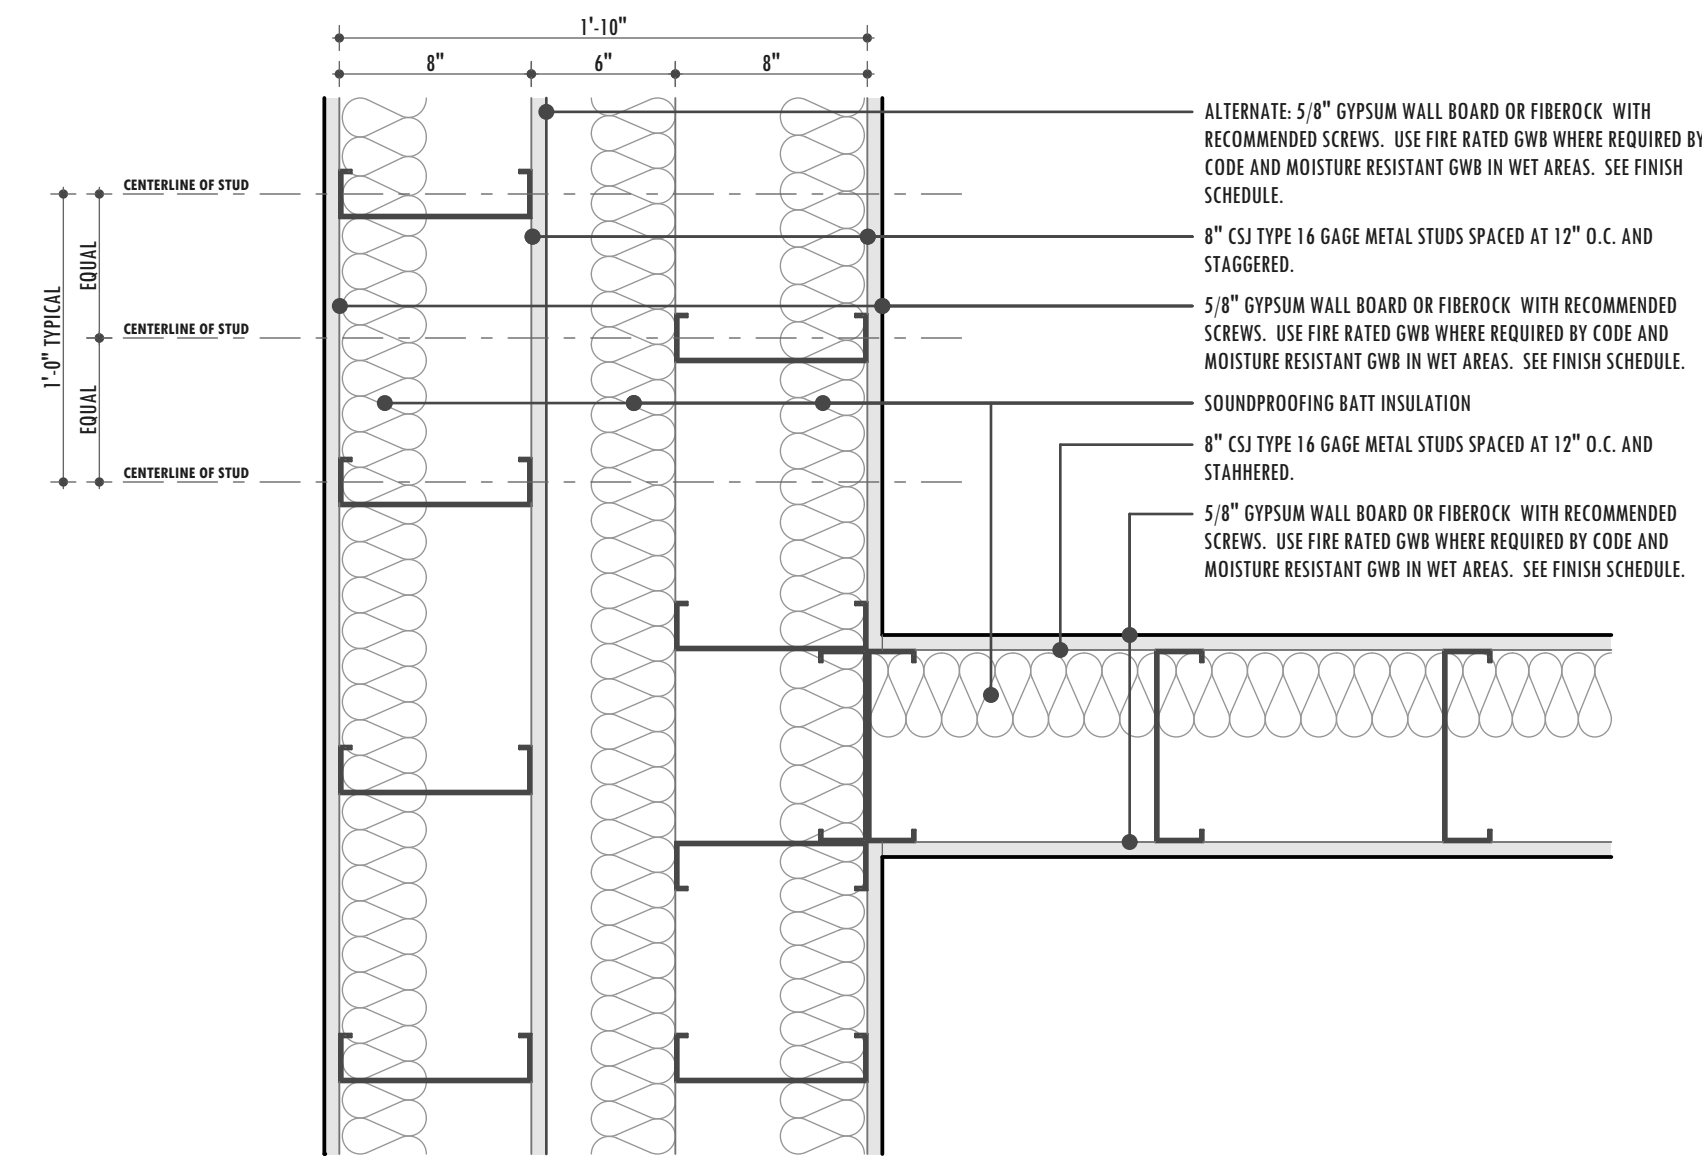 1'-10"
8"
6"
8"
ALTERNATE: 5/8" GYPSUM WALL BOARD OR FIBEROCK WITH
RECOMMENDED SCREWS. USE FIRE RATED GWB WHERE REQUIRED BY
CODE AND MOISTURE RESISTANT GWB IN WET AREAS. SEE FINISH
SCHEDULE.
8" CSJ TYPE 16 GAGE METAL STUDS SPACED AT 12" O.C. AND
STAGGERED.
5/8" GYPSUM WALL BOARD OR FIBEROCK WITH RECOMMENDED
SCREWS. USE FIRE RATED GWB WHERE REQUIRED BY CODE AND
MOISTURE RESISTANT GWB IN WET AREAS. SEE FINISH SCHEDULE.
SOUNDPROOFING BATT INSULATION
8" CSJ TYPE 16 GAGE METAL STUDS SPACED AT 12" O.C. AND
STAHHERED.
5/8" GYPSUM WALL BOARD OR FIBEROCK WITH RECOMMENDED
SCREWS. USE FIRE RATED GWB WHERE REQUIRED BY CODE AND
MOISTURE RESISTANT GWB IN WET AREAS. SEE FINISH SCHEDULE.
CENTERLINE OF STUD
EQUAL
1'-0" TYPICAL
CENTERLINE OF STUD
EQUAL
CENTERLINE OF STUD